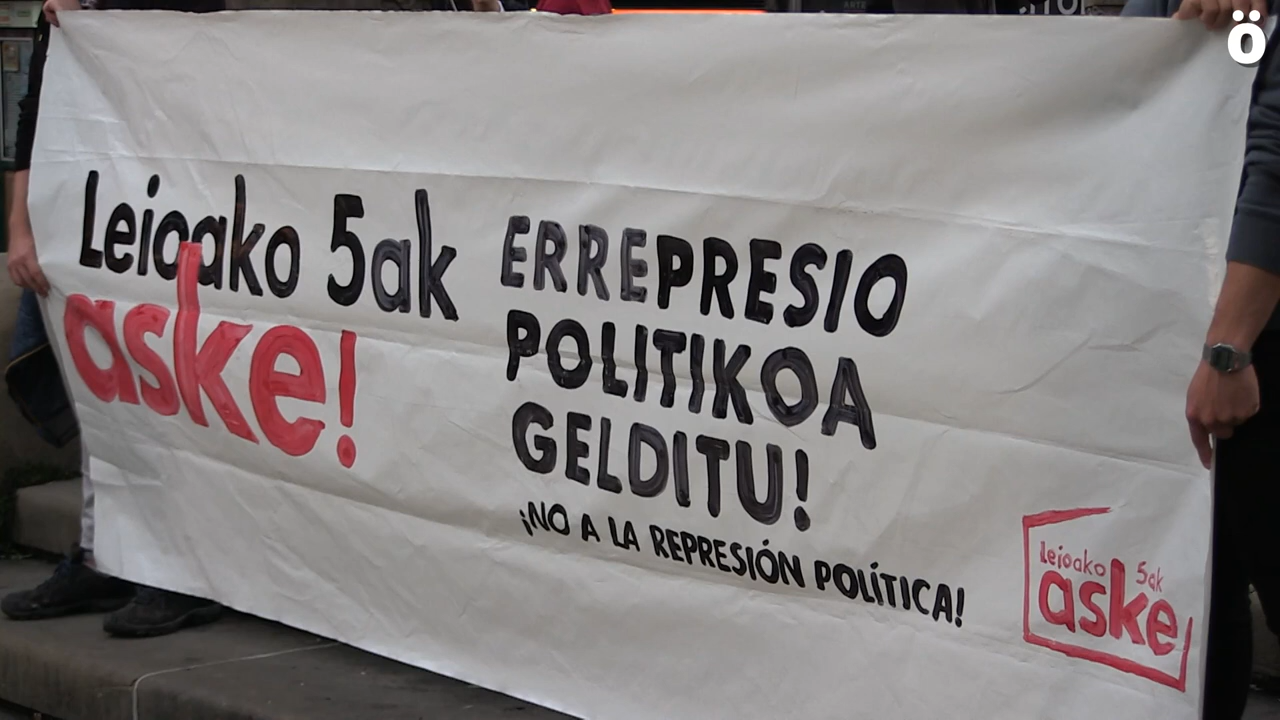 ö
Leioako 5ak
aske!
ERREPRESIO
POLITIKOA
GELDITU!
¡NO A LA REPRESIÓN POLÍTICA!
Leioako 5ak
aske!